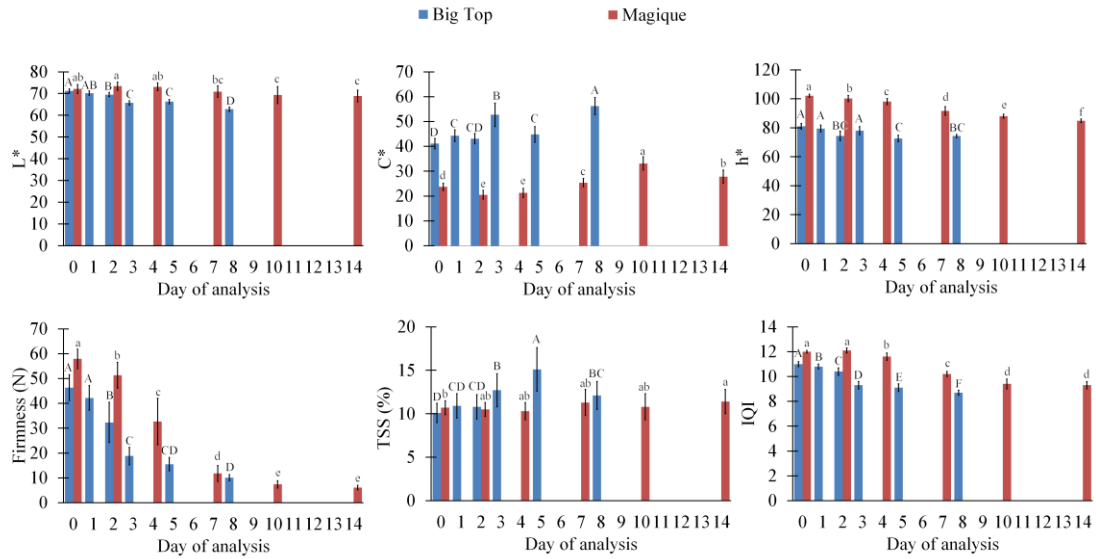 Big Top Magique
80
70
60
50
40
30
20
10
0
L*
A ab AB B a C ab C bc D c c
0 1 2 3 4 5 6 7 8 9 10 11 12 13 14
Day of analysis
70
60
50
40
30
20
10
0
C*
D d C CD e B e C c A a b
0 1 2 3 4 5 6 7 8 9 10 11 12 13 14
Day of analysis
120
100
80
60
40
20
0
h*
A a A BC b A c C d BC e f
0 1 2 3 4 5 6 7 8 9 10 11 12 13 14
Day of analysis
70
60
50
40
30
20
10
0
Firmness (N)
A a A B b C c CD d D e e
0 1 2 3 4 5 6 7 8 9 10 11 12 13 14
Day of analysis
20
15
10
5
0
TSS (%)
D b CD CD ab B ab A ab BC ab a
0 1 2 3 4 5 6 7 8 9 10 11 12 13 14
Day of analysis
14
12
10
8
6
4
2
0
IQI
A a B C a D b E c F d d
0 1 2 3 4 5 6 7 8 9 10 11 12 13 14
Day of analysis